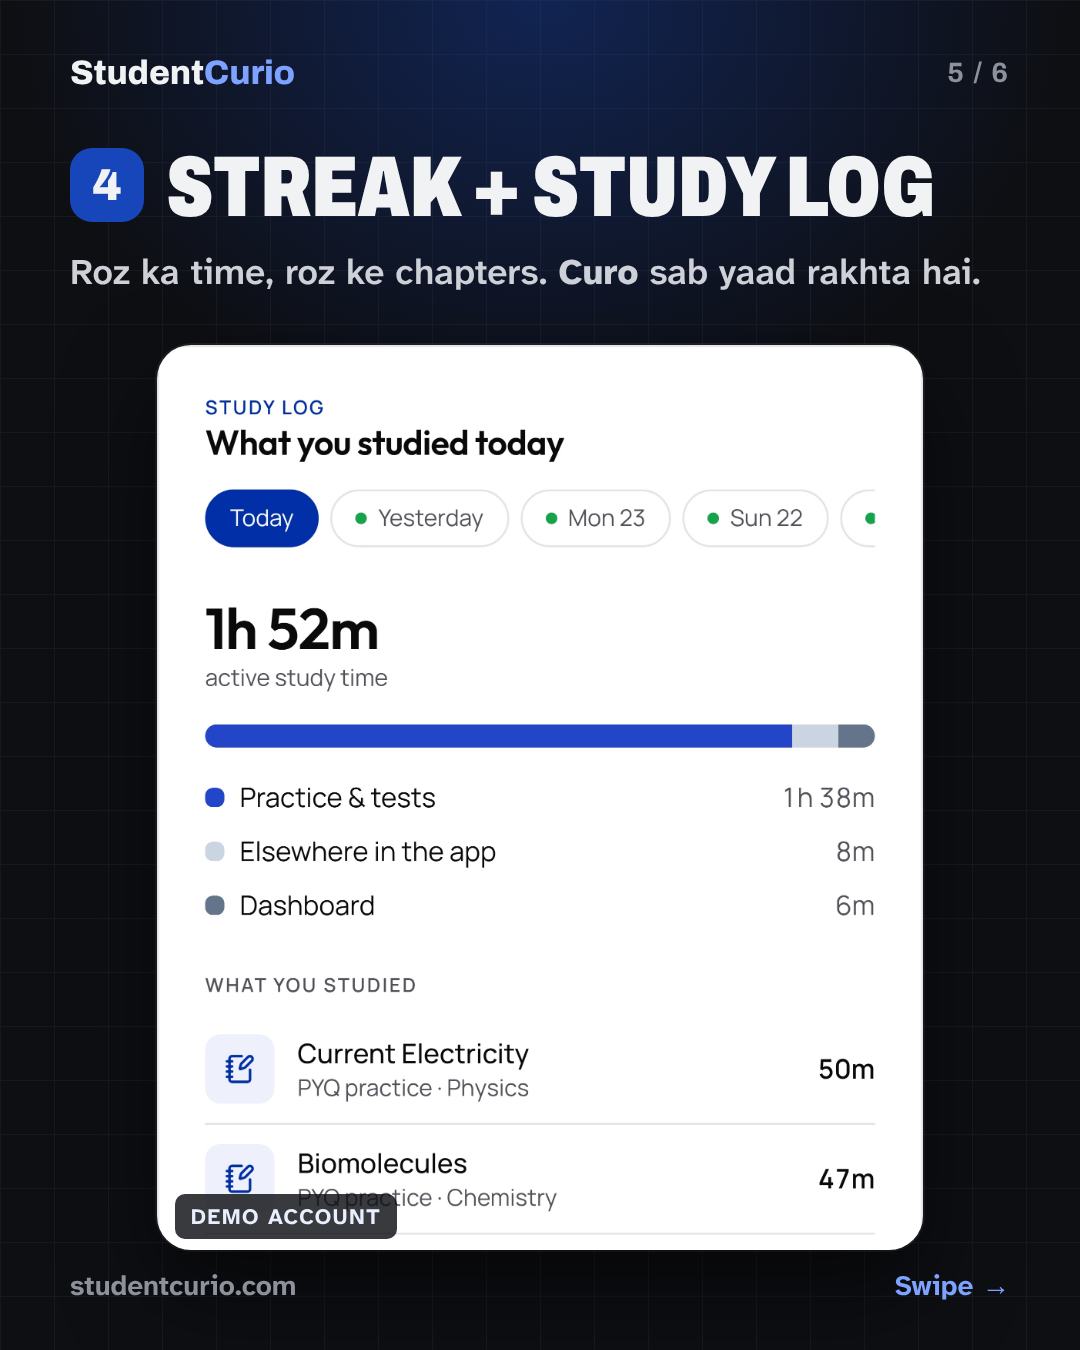 StudentCurio
5 / 6
4 STREAK + STUDY LOG
Roz ka time, roz ke chapters. Curo sab yaad rakhta hai.
STUDY LOG
What you studied today
Today Yesterday Mon 23 Sun 22
1h 52m
active study time
Practice & tests 1h 38m
Elsewhere in the app 8m
Dashboard 6m
WHAT YOU STUDIED
Current Electricity 50m
PYQ practice · Physics
Biomolecules 47m
PYQ practice · Chemistry
DEMO ACCOUNT
studentcurio.com
Swipe →